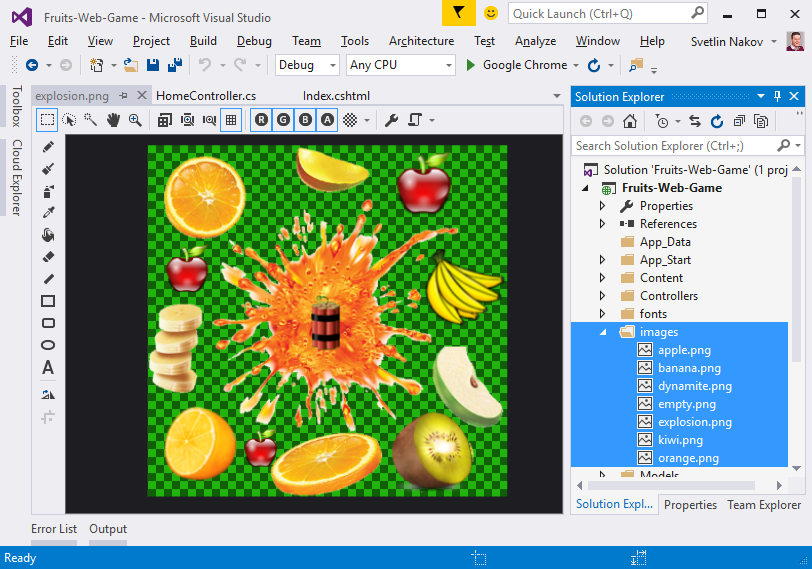 Fruits-Web-Game - Microsoft Visual Studio
Quick Launch (Ctrl+Q)
File Edit View Project Build Debug Team Tools Architecture Test Analyze Window Help Svetlin Nakov
Debug Any CPU Google Chrome
Toolbox
Cloud Explorer
explosion.png HomeController.cs Index.cshtml
R G B A
A
Solution Explorer
Search Solution Explorer (Ctrl+;)
Solution 'Fruits-Web-Game' (1 proj
Fruits-Web-Game
Properties
References
App_Data
App_Start
Content
Controllers
fonts
images
apple.png
banana.png
dynamite.png
empty.png
explosion.png
kiwi.png
orange.png
Models
Solution Expl... Properties Team Explorer
Error List Output
Ready